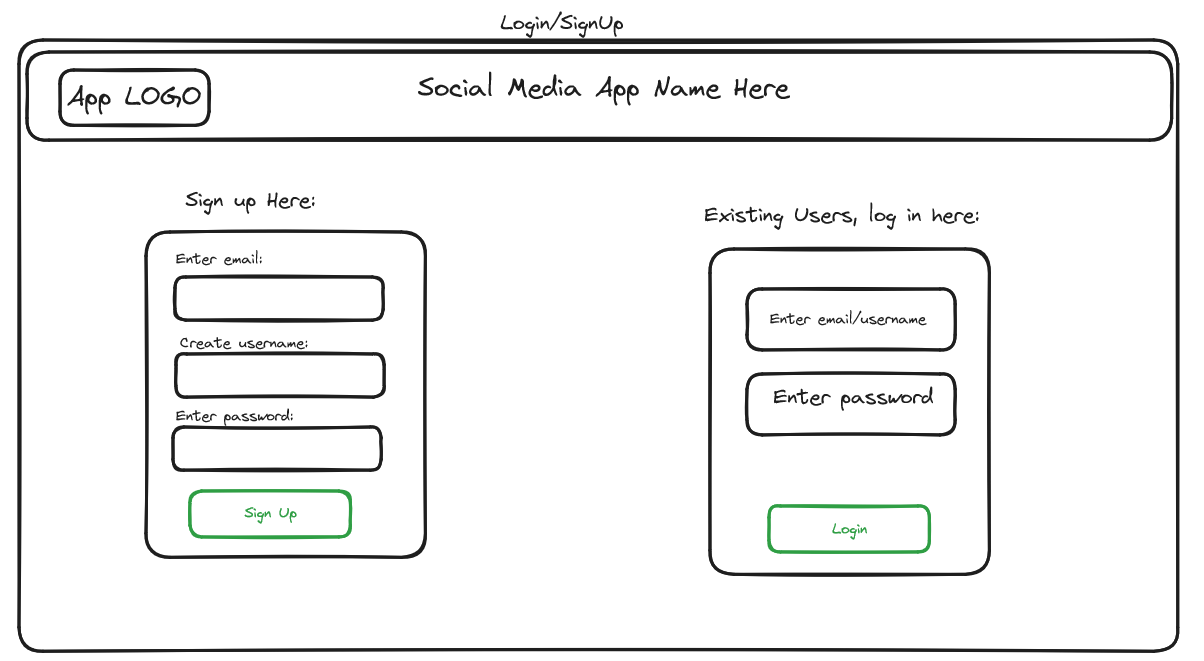 Login/SignUp
App LOGO
Social Media App Name Here
Sign up Here:
Enter email:
Create username:
Enter password:
Sign Up
Existing Users, log in here:
Enter email/username
Enter password
Login